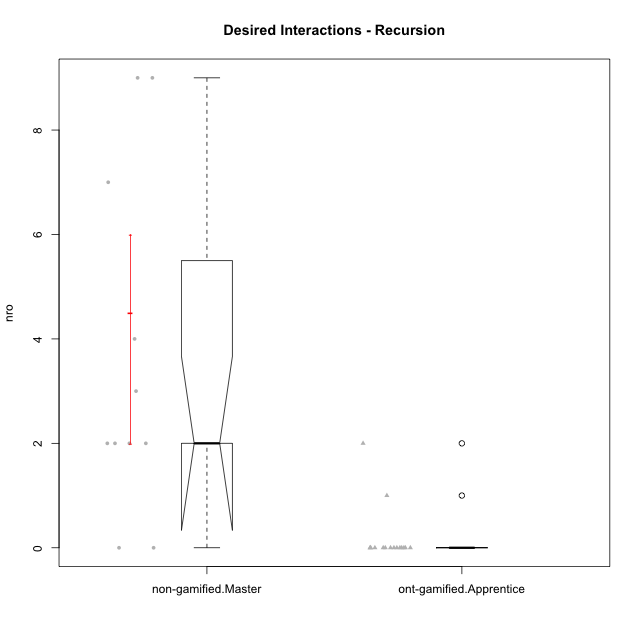 Desired Interactions - Recursion
nro
8
6
4
2
0
non-gamified.Master
ont-gamified.Apprentice